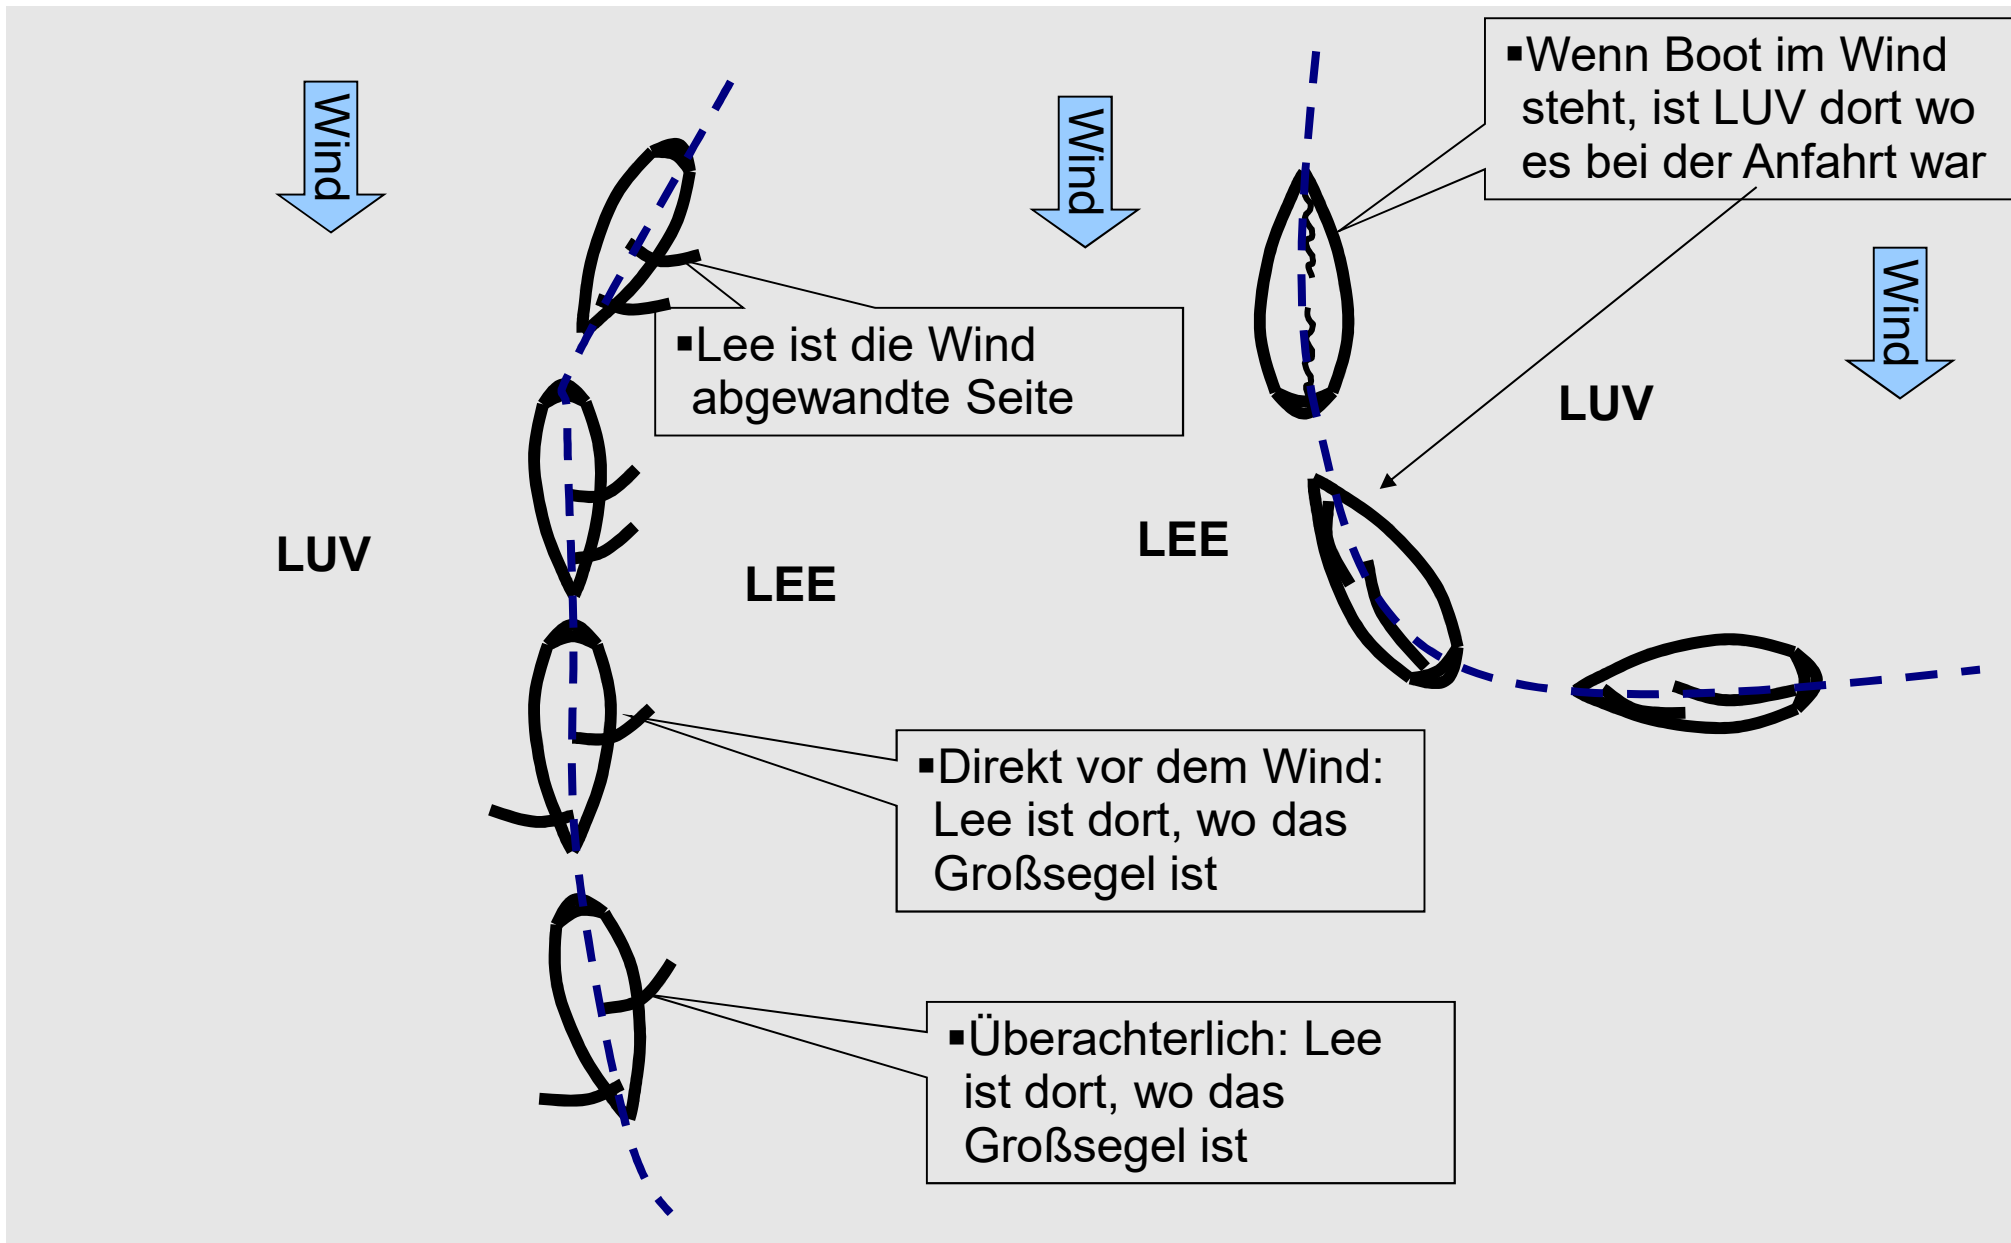 Wind
Wind
▪Wenn Boot im Wind
steht, ist LUV dort wo
es bei der Anfahrt war
Wind
▪Lee ist die Wind
abgewandte Seite
LUV
LEE
LUV
LEE
▪Direkt vor dem Wind:
Lee ist dort, wo das
Großsegel ist
▪Überachterlich: Lee
ist dort, wo das
Großsegel ist